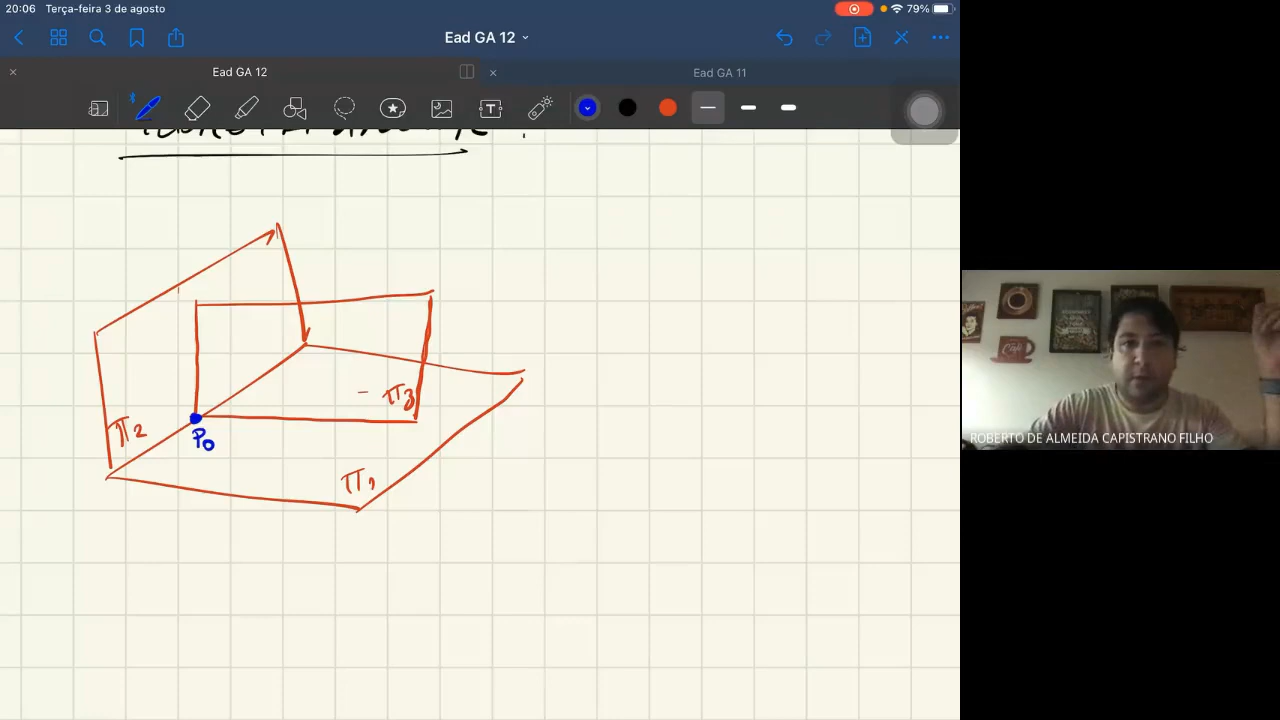 20:06 Terça-feira 3 de agosto
79%
Ead GA 12
Ead GA 12
Ead GA 11
π2
P0
π3
π1
ROBERTO DE ALMEIDA CAPISTRANO FILHO